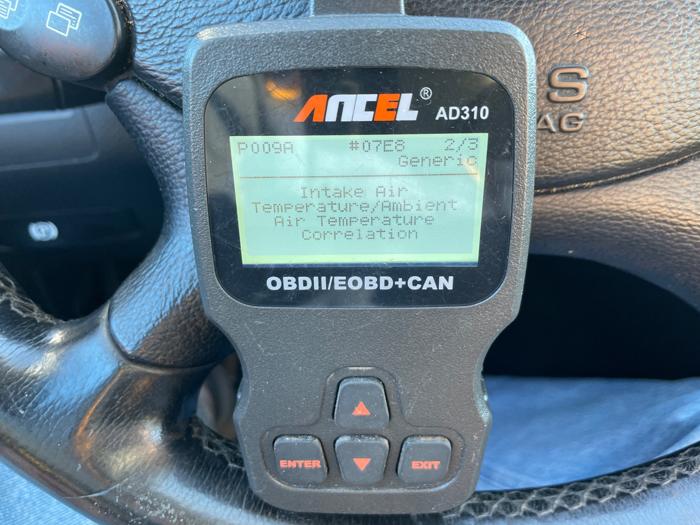 ANCEL®
AD310
S
AG
P009A #07E8 2/3
Generic
Intake Air
Temperature/Ambient
Air Temperature
Correlation
OBDII/EOBD+CAN
ENTER
EXIT